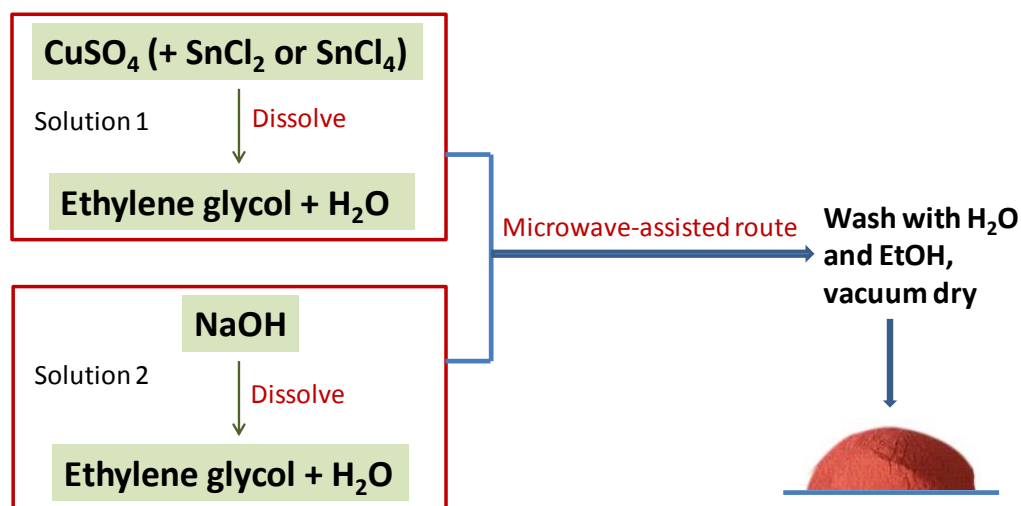 CuSO₄ (+ SnCl₂ or SnCl₄)
Solution 1
Dissolve
Ethylene glycol + H₂O
NaOH
Solution 2
Dissolve
Ethylene glycol + H₂O
Microwave-assisted route
Wash with H₂O
and EtOH,
vacuum dry